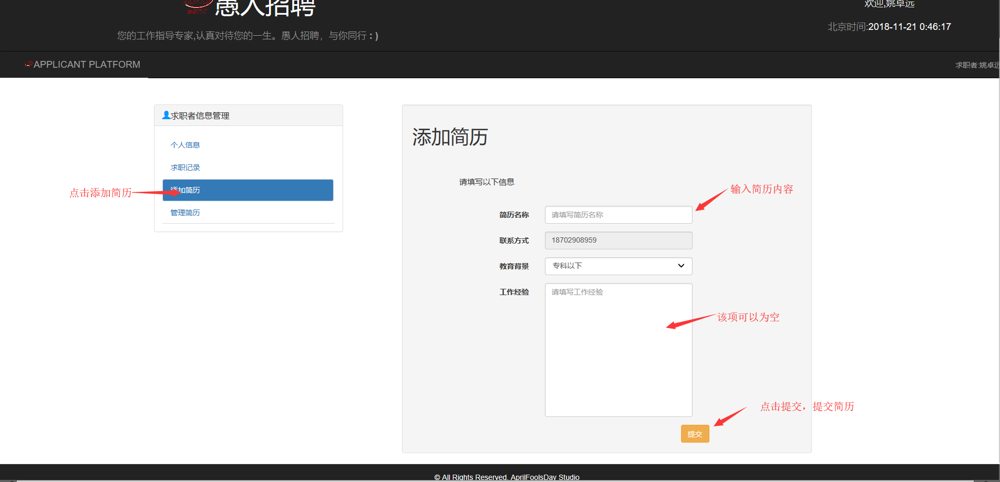 愚人招聘
欢迎,姚卓远
您的工作指导专家,认真对待您的一生。愚人招聘，与你同行 : )
北京时间:2018-11-21 0:46:17
APPLICANT PLATFORM
求职者:姚卓远
求职者信息管理
个人信息
求职记录
添加简历
管理简历
点击添加简历
添加简历
请填写以下信息
输入简历内容
简历名称 请填写简历名称
联系方式 18702908959
教育背景 专科以下
工作经验 请填写工作经验
该项可以为空
点击提交，提交简历
提交
© All Rights Reserved. AprilFoolsDay Studio